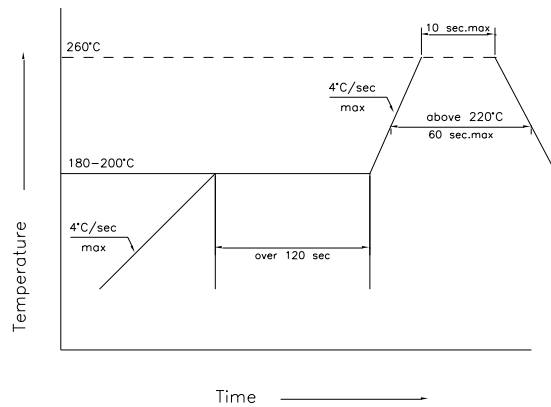 10 sec.max
260°C
4°C/sec
max
above 220°C
60 sec.max
180-200°C
4°C/sec
max
over 120 sec
Temperature
Time